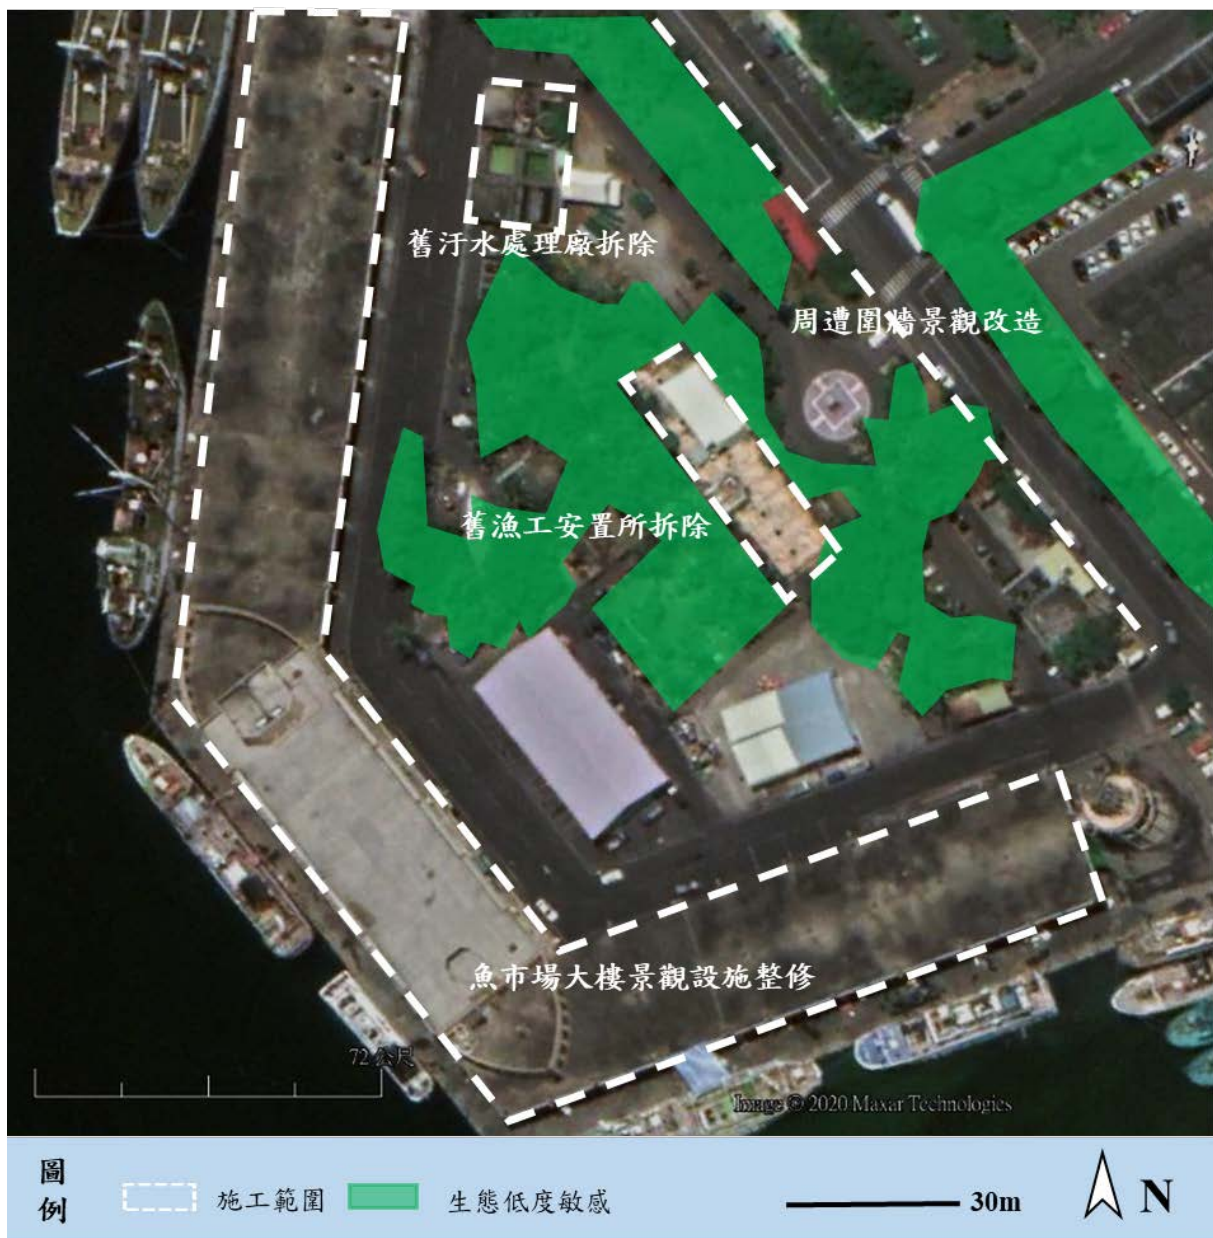 舊汙水處理廠拆除
周遭圍牆景觀改造
舊漁工安置所拆除
魚市場大樓景觀設施整修
72 公尺
Image © 2020 Maxar Technologies
圖例
施工範圍
生態低度敏感
30m
N